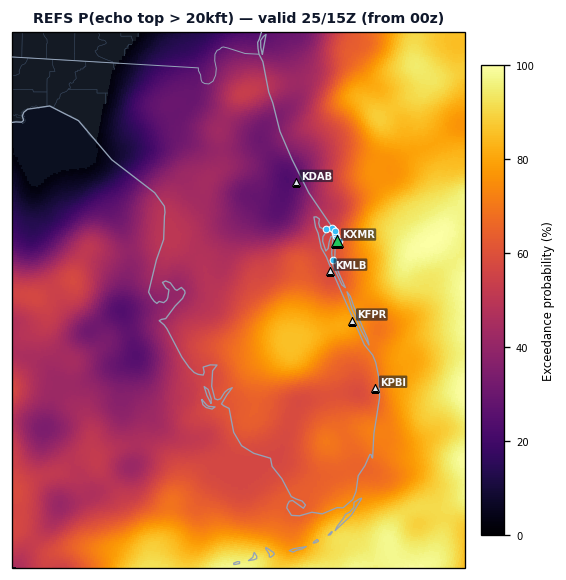 REFS P(echo top > 20kft) — valid 25/15Z (from 00z)
KDAB
KXMR
KMLB
KFPR
KPBI
100
80
60
40
20
0
Exceedance probability (%)